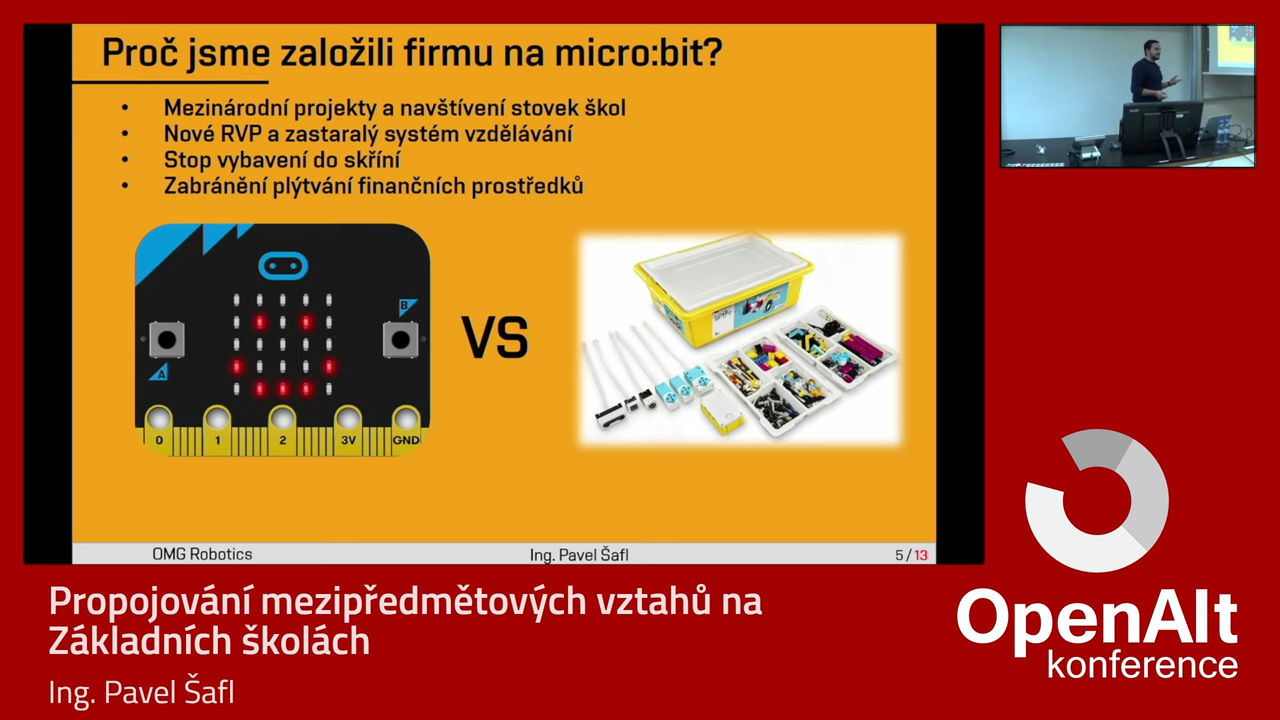 Proč jsme založili firmu na micro:bit?
• Mezinárodní projekty a navštívení stovek škol
• Nové RVP a zastaralý systém vzdělávání
• Stop vybavení do skříní
• Zabránění plýtvání finančních prostředků
B
A
VS
0 1 2 3V GND
OMG Robotics
Ing. Pavel Šafl
5/13
Propojování mezipředmětových vztahů na
Základních školách
Ing. Pavel Šafl
OpenAlt
konference